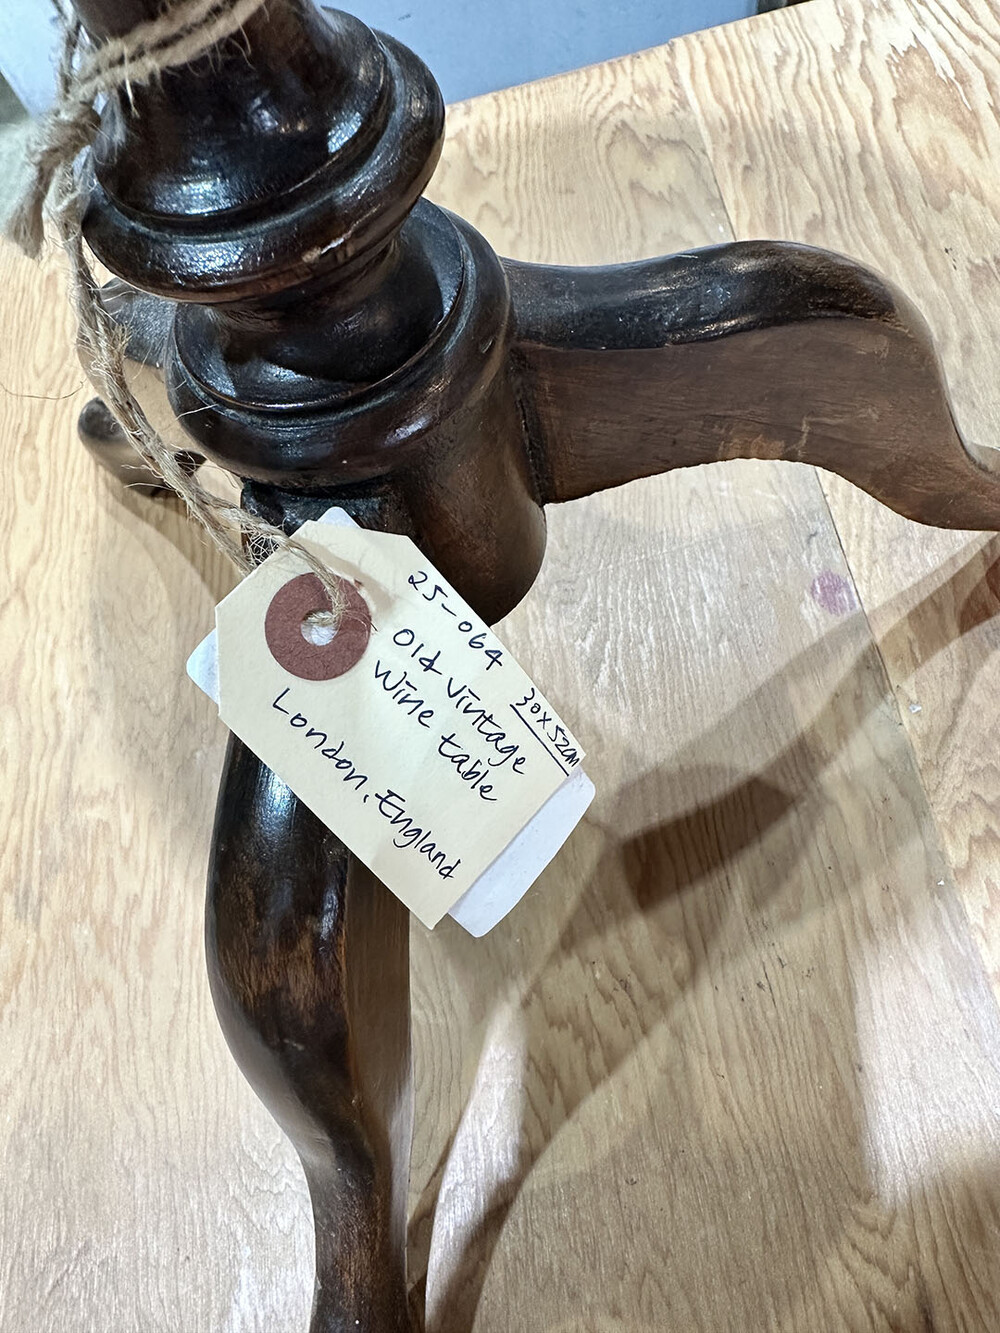 25-064
Old vintage
Wine table
30x52cm
London, England